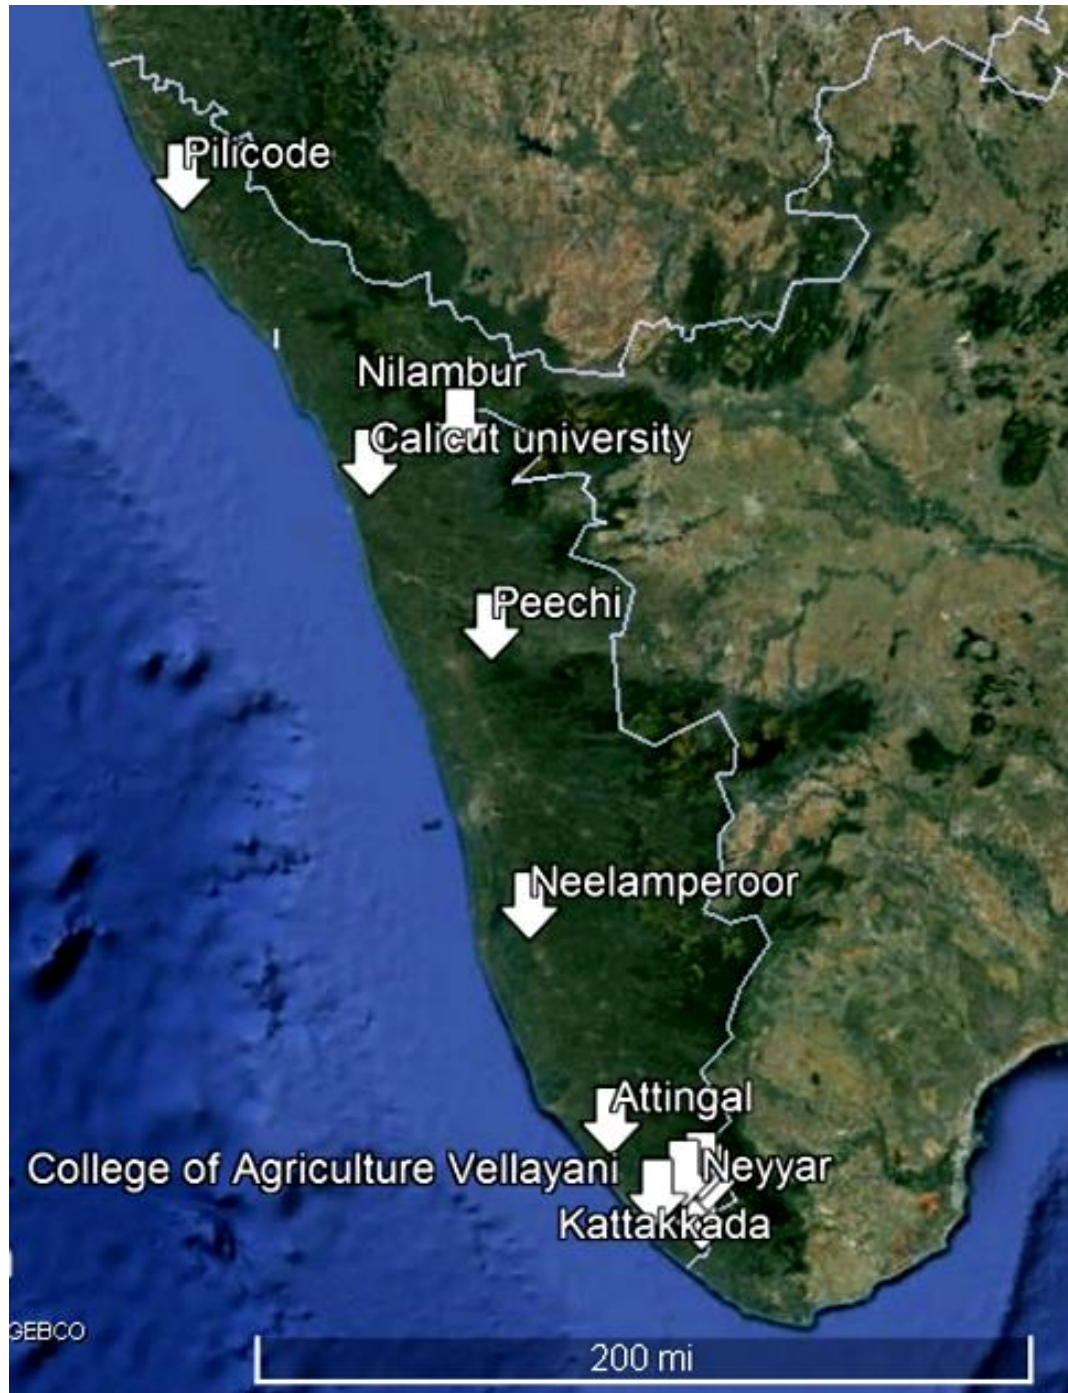 Pilicode
Nilambur
Calicut university
Peechi
Neelamperoor
Attingal
College of Agriculture Vellayani
Neyyar
Kattakkada
GEBCO
200 mi